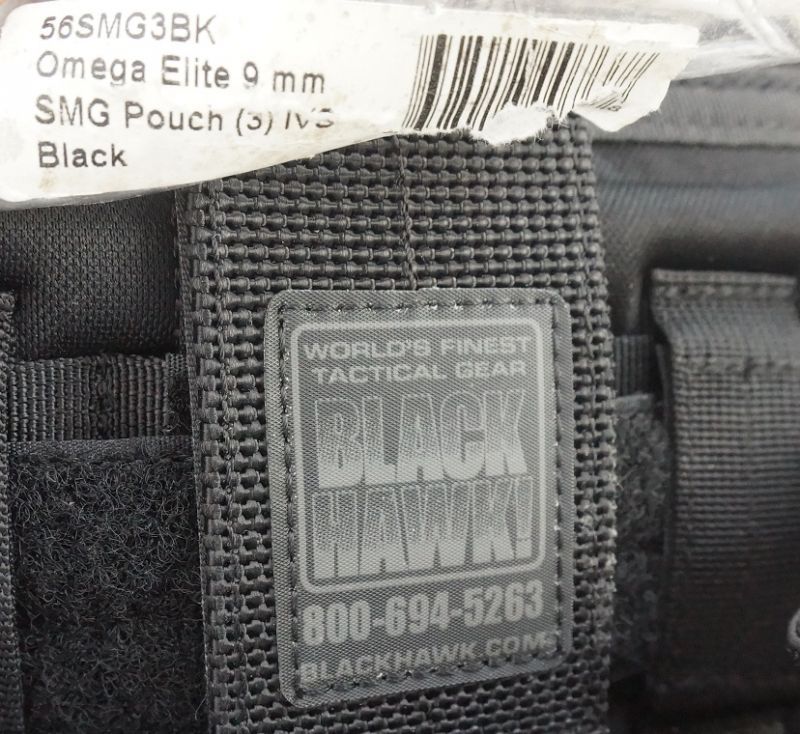 56SMG3BK
Omega Elite 9 mm
SMG Pouch (3) IVS
Black
WORLD'S FINEST
TACTICAL GEAR
BLACK
HAWK!
800-694-5263
BLACKHAWK.COM